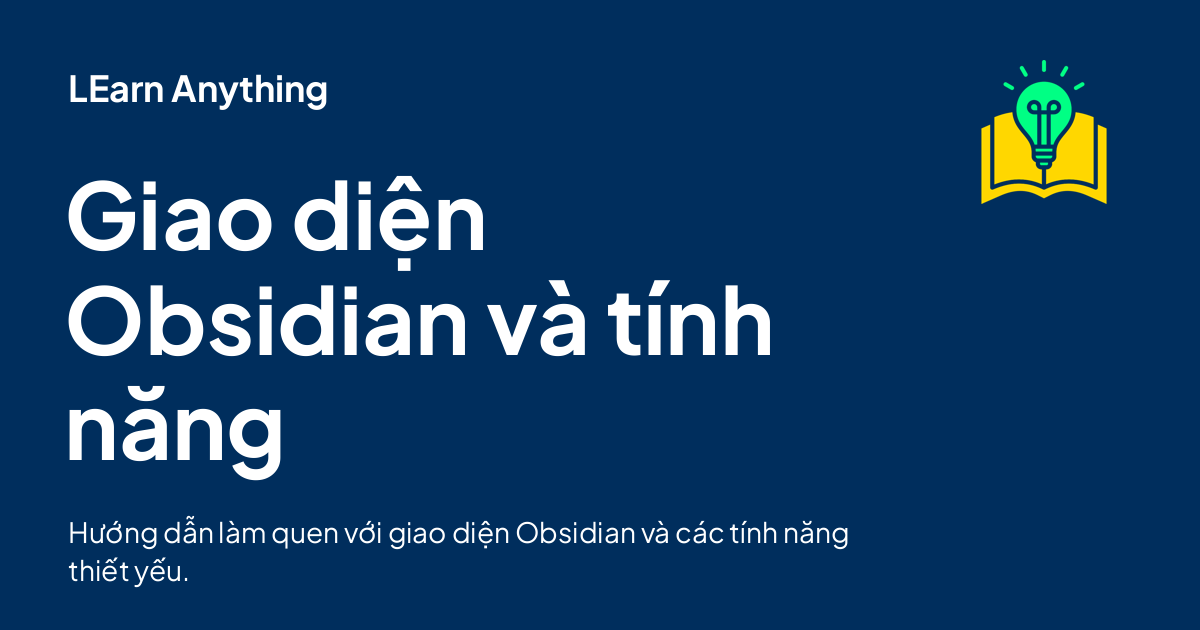 LEarn Anything
Giao diện
Obsidian và tính
năng
Hướng dẫn làm quen với giao diện Obsidian và các tính năng
thiết yếu.